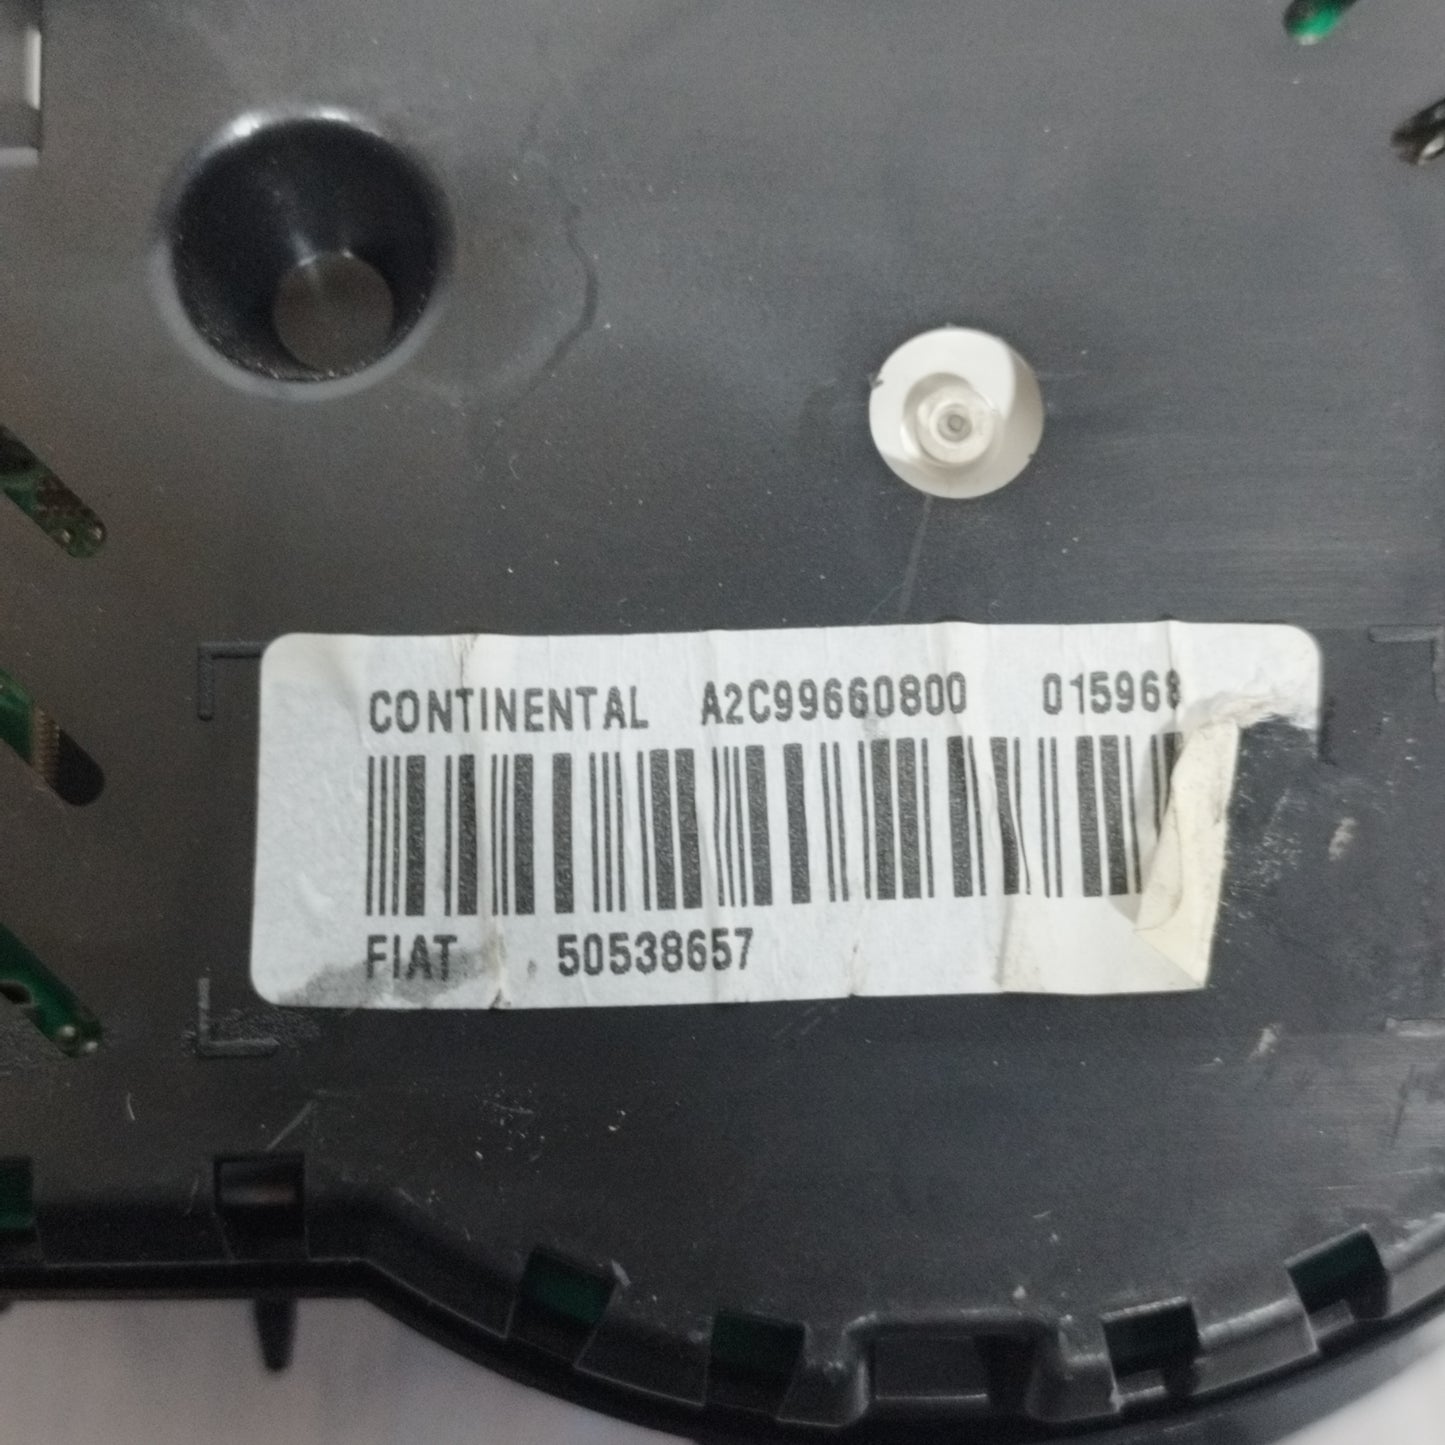 CONTINENTAL A2C99660800 015968
FIAT 50538657